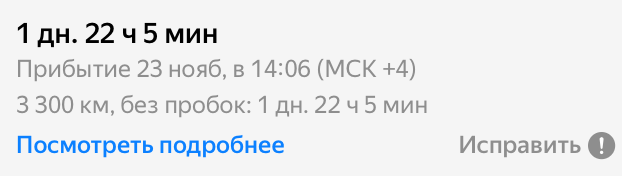 1 дн. 22 ч 5 мин
Прибытие 23 нояб, в 14:06 (МСК +4)
3 300 км, без пробок: 1 дн. 22 ч 5 мин
Посмотреть подробнее Исправить